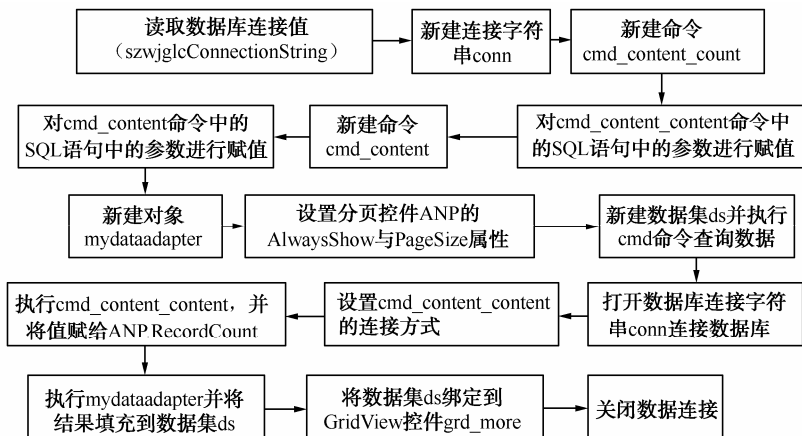 读取数据库连接值
（szwjglcConnectionString）
新建连接字符
串conn
新建命令
cmd_content_count
对cmd_content_content命令中
的SQL语句中的参数进行赋值
新建命令
cmd_content
对cmd_content命令中的
SQL语句中的参数进行赋值
新建对象
mydataadapter
设置分页控件ANP的
AlwaysShow与PageSize属性
新建数据集ds并执行
cmd命令查询数据
打开数据库连接字符
串conn连接数据库
设置cmd_content_content
的连接方式
执行cmd_content_content，并
将值赋给ANP.RecordCount
执行mydataadapter并将
结果填充到数据集ds
将数据集ds绑定到
GridView控件grd_more
关闭数据连接